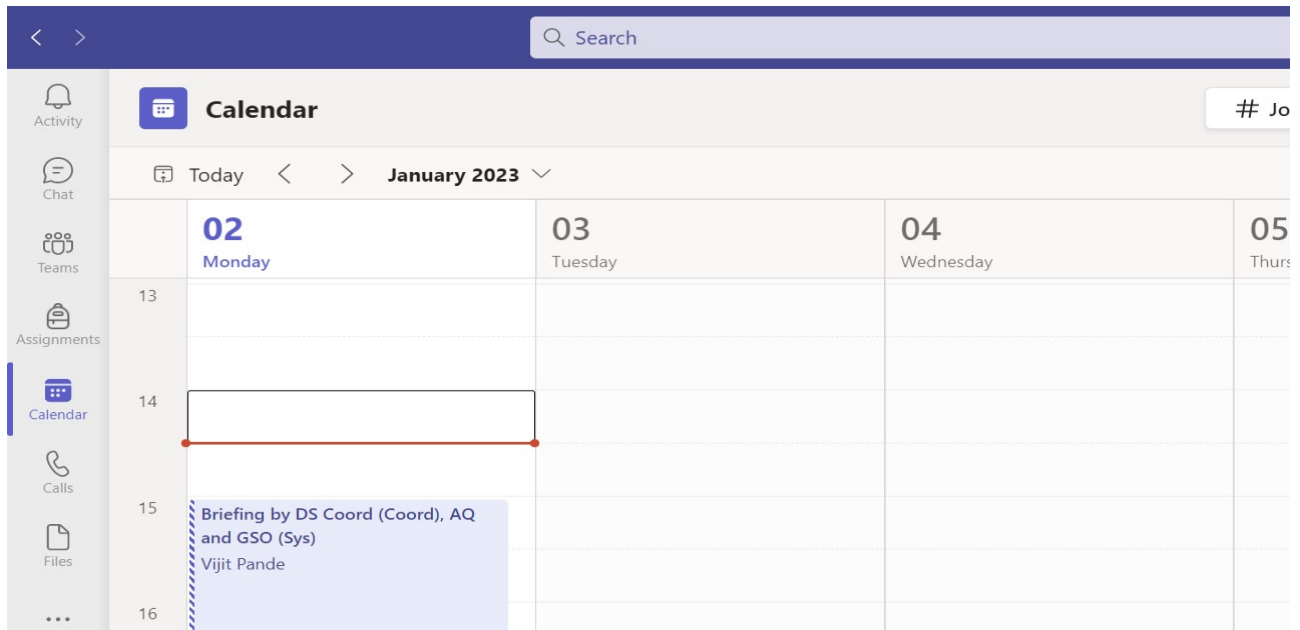 Search
Activity
Chat
Teams
Assignments
Calendar
Calls
Files
Calendar
# Jo
Today
January 2023
02
Monday
03
Tuesday
04
Wednesday
05
Thurs
13
14
15
16
Briefing by DS Coord (Coord), AQ
and GSO (Sys)
Vijit Pande